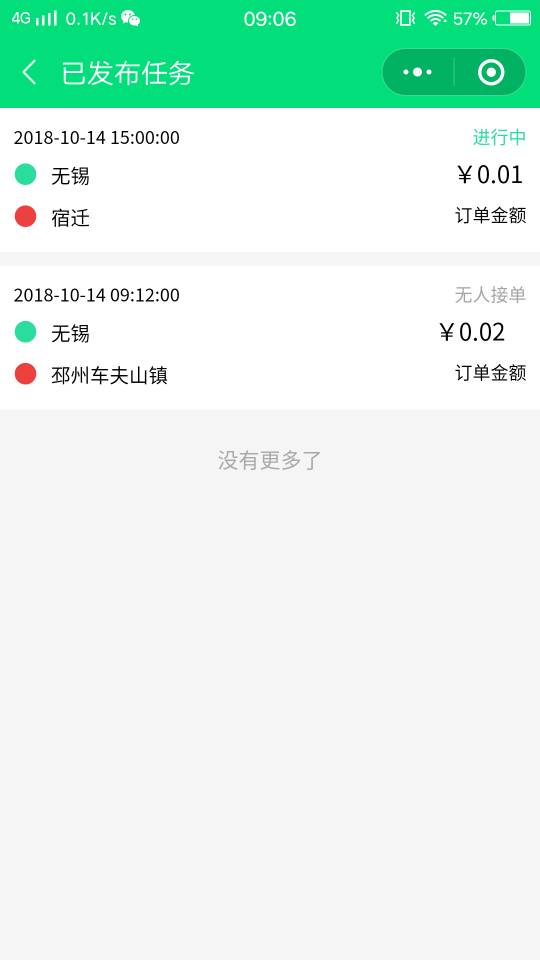 4G 0.1K/s 09:06 57%
已发布任务
2018-10-14 15:00:00 进行中
无锡 ￥0.01
宿迁 订单金额
2018-10-14 09:12:00 无人接单
无锡 ￥0.02
邳州车夫山镇 订单金额
没有更多了